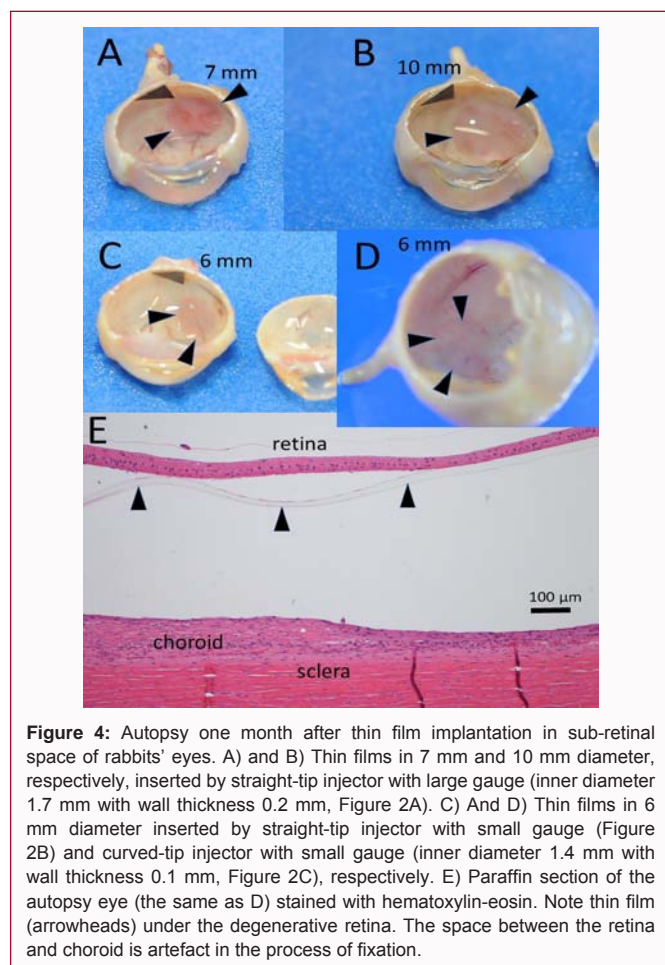 A
7 mm
B
10 mm
C
6 mm
D
6 mm
E
retina
100 µm
choroid
sclera
Figure 4: Autopsy one month after thin film implantation in sub-retinal
space of rabbits’ eyes. A) and B) Thin films in 7 mm and 10 mm diameter,
respectively, inserted by straight-tip injector with large gauge (inner diameter
1.7 mm with wall thickness 0.2 mm, Figure 2A). C) And D) Thin films in 6
mm diameter inserted by straight-tip injector with small gauge (Figure
2B) and curved-tip injector with small gauge (inner diameter 1.4 mm with
wall thickness 0.1 mm, Figure 2C), respectively. E) Paraffin section of the
autopsy eye (the same as D) stained with hematoxylin-eosin. Note thin film
(arrowheads) under the degenerative retina. The space between the retina
and choroid is artefact in the process of fixation.